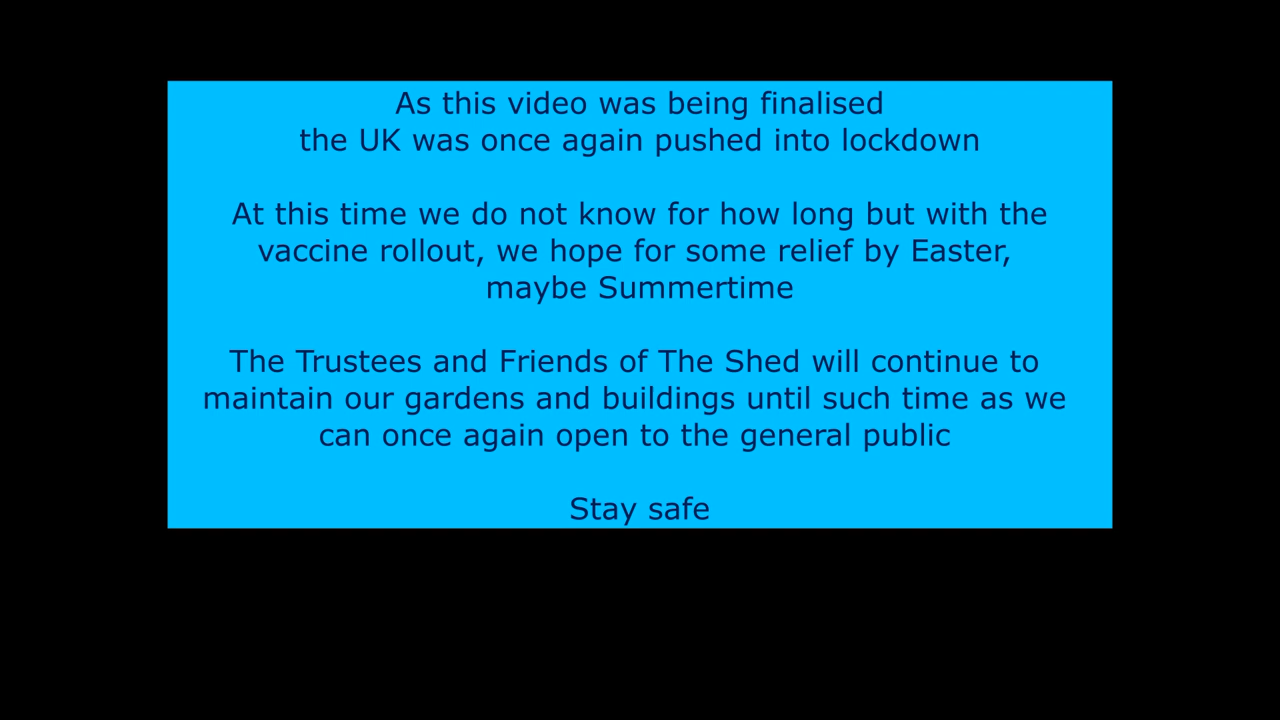 As this video was being finalised
the UK was once again pushed into lockdown
At this time we do not know for how long but with the
vaccine rollout, we hope for some relief by Easter,
maybe Summertime
The Trustees and Friends of The Shed will continue to
maintain our gardens and buildings until such time as we
can once again open to the general public
Stay safe